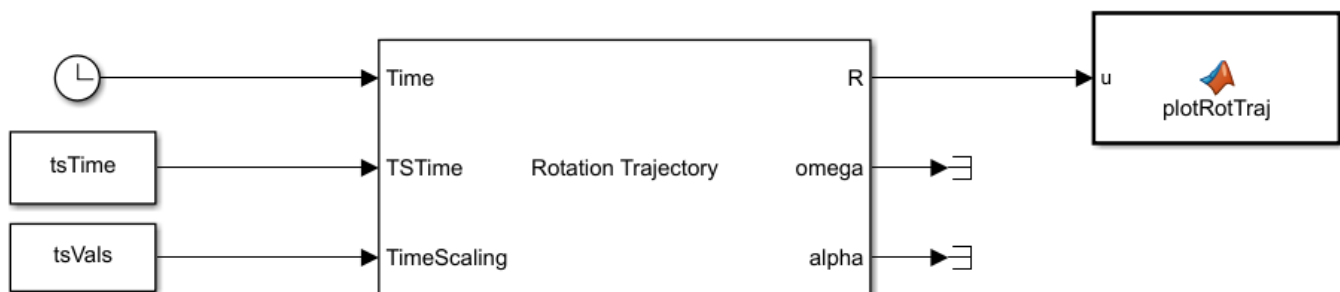 Time
R
u
plotRotTraj
tsTime
TSTime
Rotation Trajectory
omega
tsVals
TimeScaling
alpha